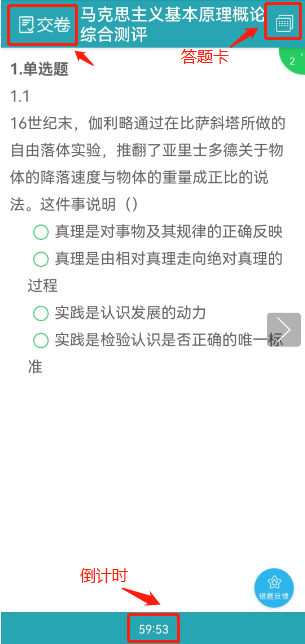 交卷
马克思主义基本原理概论
综合测评
答题卡
1.单选题
2
1.1
16世纪末，伽利略通过在比萨斜塔所做的
自由落体实验，推翻了亚里士多德关于物
体的降落速度与物体的重量成正比的说
法。这件事说明（）
真理是对事物及其规律的正确反映
真理是由相对真理走向绝对真理的
过程
实践是认识发展的动力
实践是检验认识是否正确的唯一标
准
倒计时
错题反馈
59:53